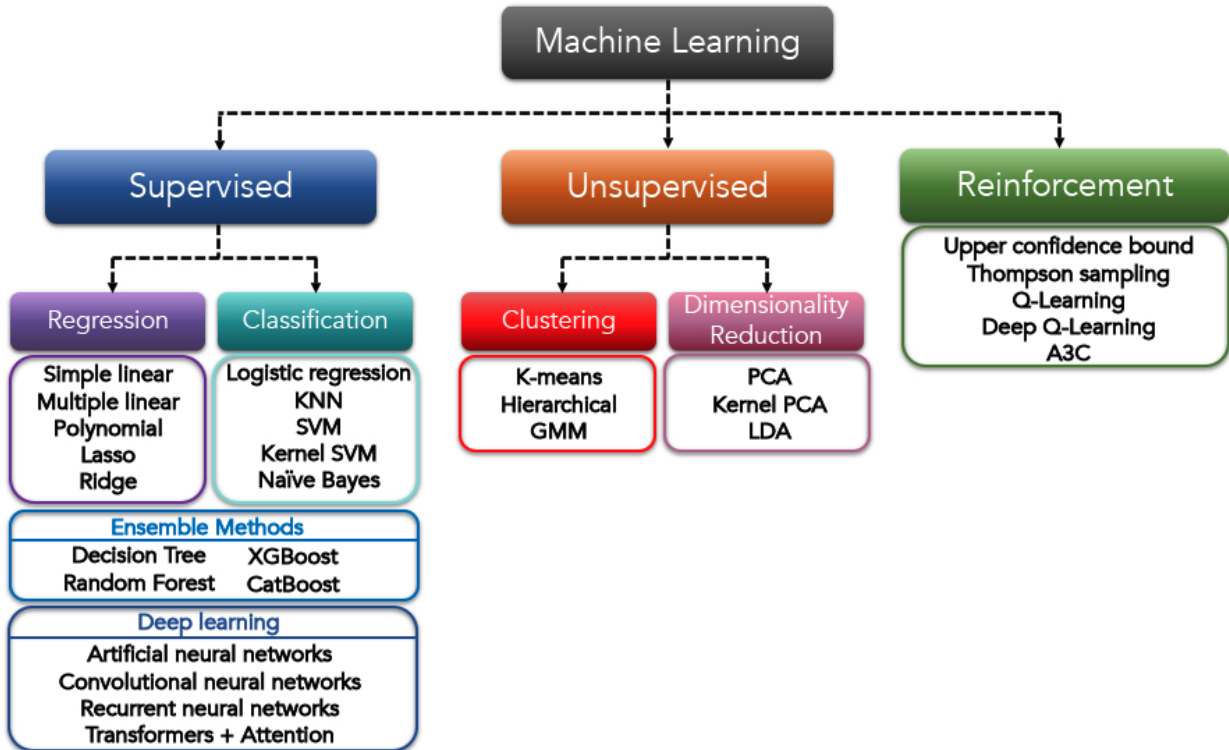 Machine Learning
Supervised
Unsupervised
Reinforcement
Upper confidence bound
Thompson sampling
Q-Learning
Deep Q-Learning
A3C
Regression
Simple linear
Multiple linear
Polynomial
Lasso
Ridge
Classification
Logistic regression
KNN
SVM
Kernel SVM
Naïve Bayes
Clustering
K-means
Hierarchical
GMM
Dimensionality
Reduction
PCA
Kernel PCA
LDA
Ensemble Methods
Decision Tree XGBoost
Random Forest CatBoost
Deep learning
Artificial neural networks
Convolutional neural networks
Recurrent neural networks
Transformers + Attention